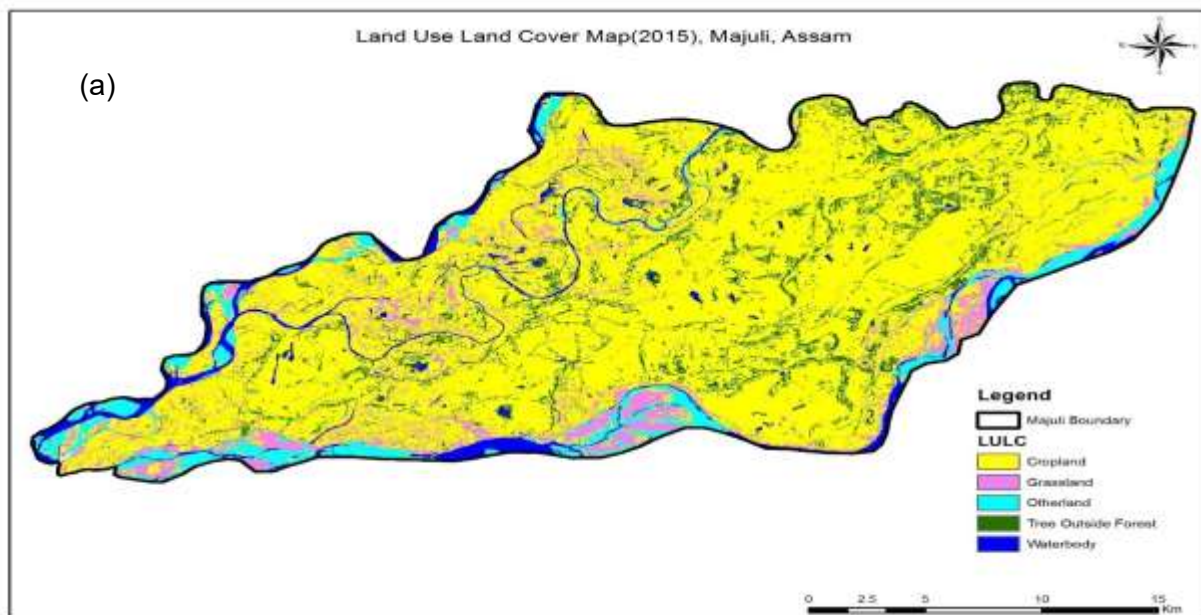 Land Use Land Cover Map(2015), Majuli, Assam
(a)
Legend
Majuli Boundary
LULC
Cropland
Grassland
Otherland
Tree Outside Forest
Waterbody
0 2.5 5 10 15
Km